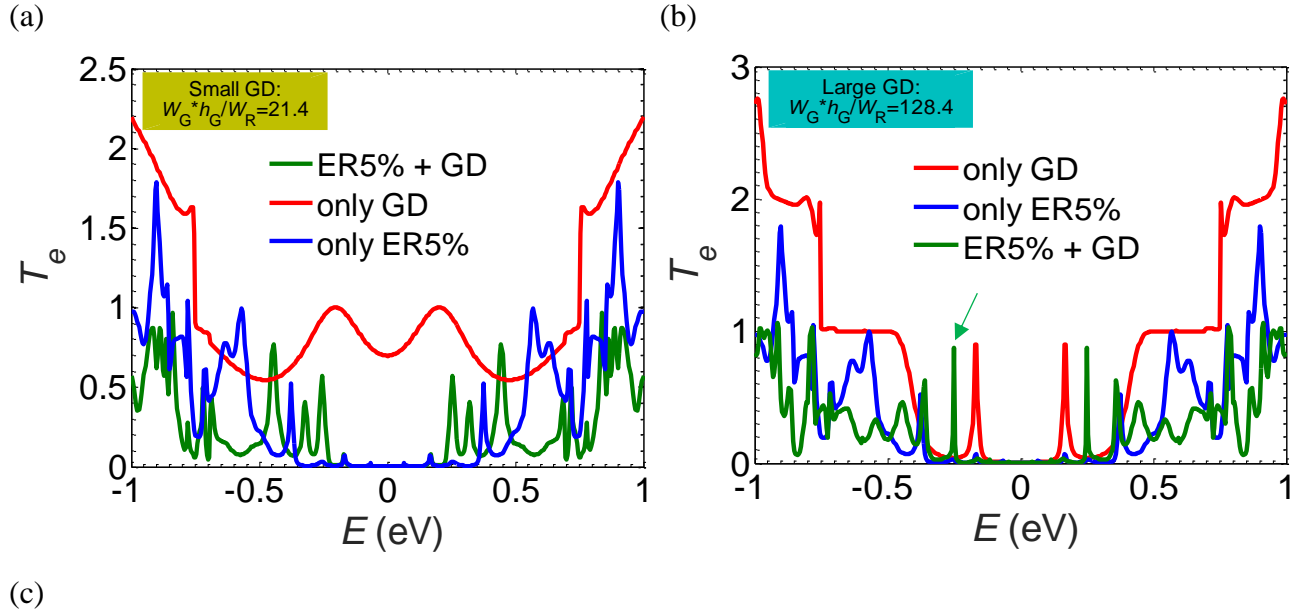 (a)
(b)
2.5
2
1.5
1
0.5
0
-1
-0.5
0
0.5
1
T_e
E (eV)
Small GD:
W_G*h_G/W_R=21.4
ER5% + GD
only GD
only ER5%
3
2
1
0
-1
-0.5
0
0.5
1
T_e
E (eV)
Large GD:
W_G*h_G/W_R=128.4
only GD
only ER5%
ER5% + GD
(c)